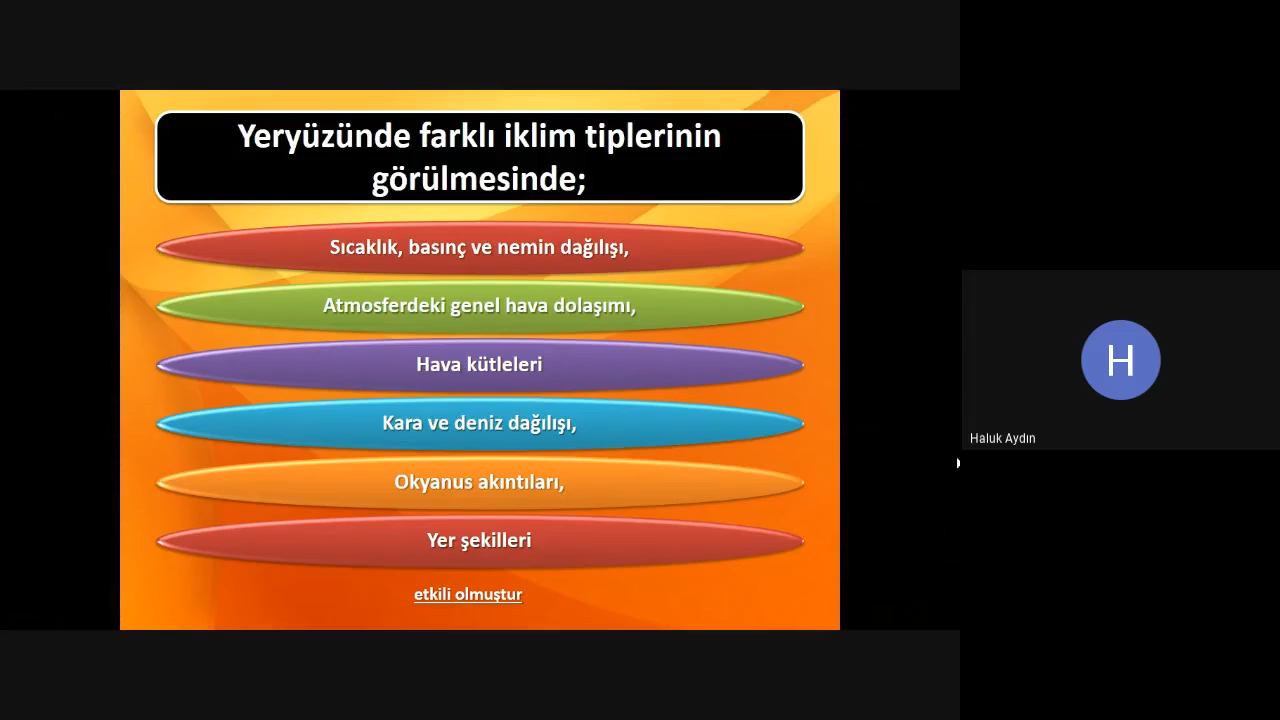 Yeryüzünde farklı iklim tiplerinin
görülmesinde;
Sıcaklık, basınç ve nemin dağılışı,
Atmosferdeki genel hava dolaşımı,
Hava kütleleri
Kara ve deniz dağılışı,
Okyanus akıntıları,
Yer şekilleri
etkili olmuştur
H
Haluk Aydın